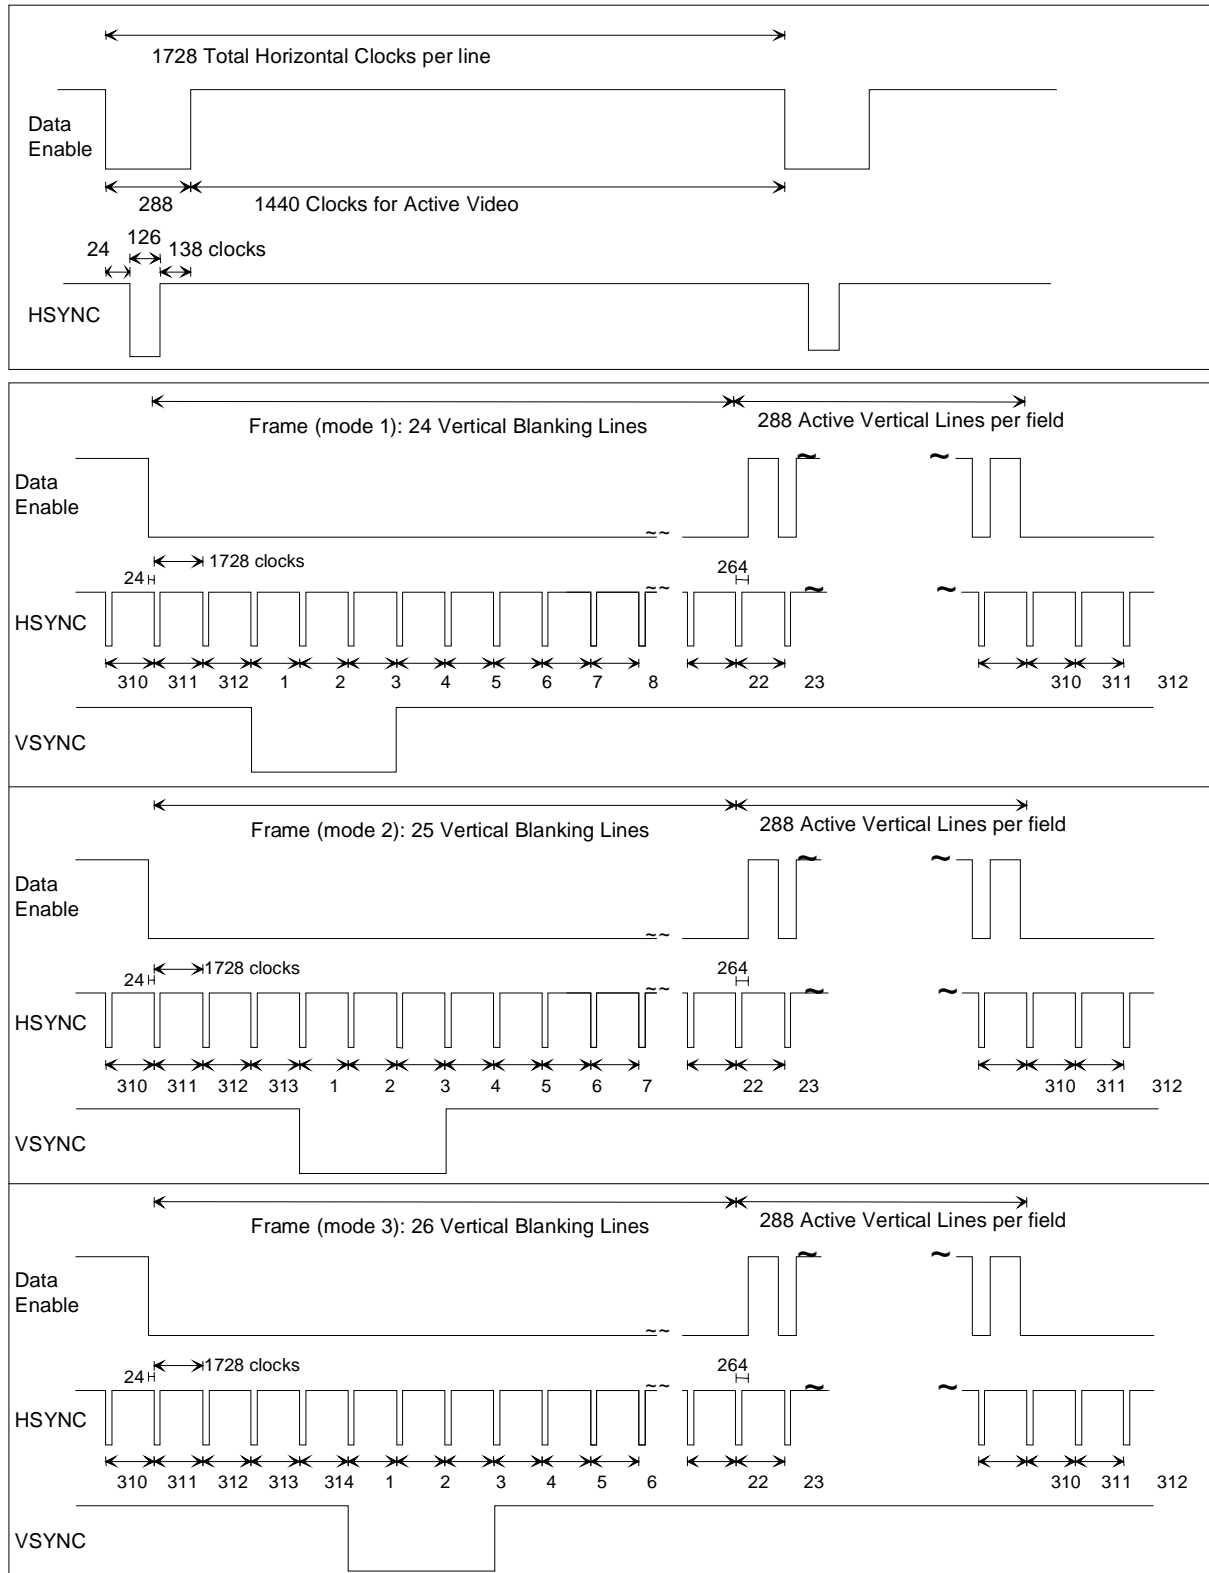 1728 Total Horizontal Clocks per line
Data
Enable
288
1440 Clocks for Active Video
126
24
138 clocks
HSYNC
Frame (mode 1): 24 Vertical Blanking Lines
288 Active Vertical Lines per field
~
~
Data
Enable
~~
1728 clocks
24
264
~~
~
~
HSYNC
310 311 312 1 2 3 4 5 6 7 8 22 23 310 311 312
VSYNC
Frame (mode 2): 25 Vertical Blanking Lines
288 Active Vertical Lines per field
~
~
Data
Enable
~~
1728 clocks
24
264
~~
~
~
HSYNC
310 311 312 313 1 2 3 4 5 6 7 22 23 310 311 312
VSYNC
Frame (mode 3): 26 Vertical Blanking Lines
288 Active Vertical Lines per field
~
~
Data
Enable
~~
1728 clocks
24
264
~~
~
~
HSYNC
310 311 312 313 314 1 2 3 4 5 6 22 23 310 311 312
VSYNC